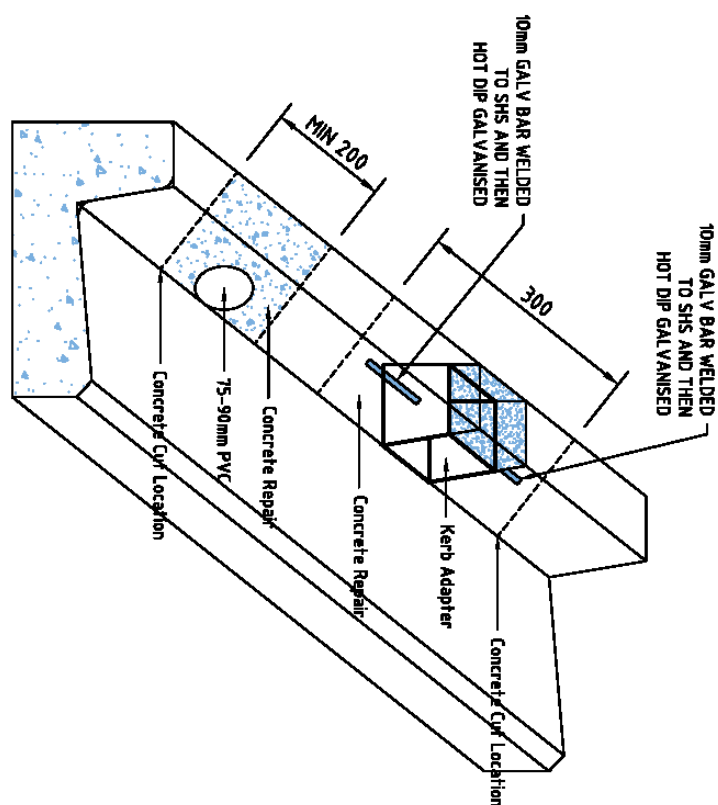 10mm GALV BAR WELDED
TO SHS AND THEN
HOT DIP GALVANISED
10mm GALV BAR WELDED
TO SHS AND THEN
HOT DIP GALVANISED
300
MIN 200
Concrete Cut Location
Kerb Adapter
Concrete Repair
Concrete Repair
75-90mm PVC
Concrete Cut Location